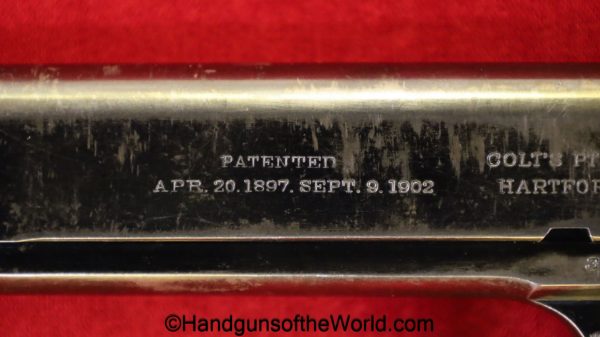 PATENTED
APR. 20. 1897. SEPT. 9. 1902
COLT'S
HARTFOR
©HandgunsoftheWorld.com